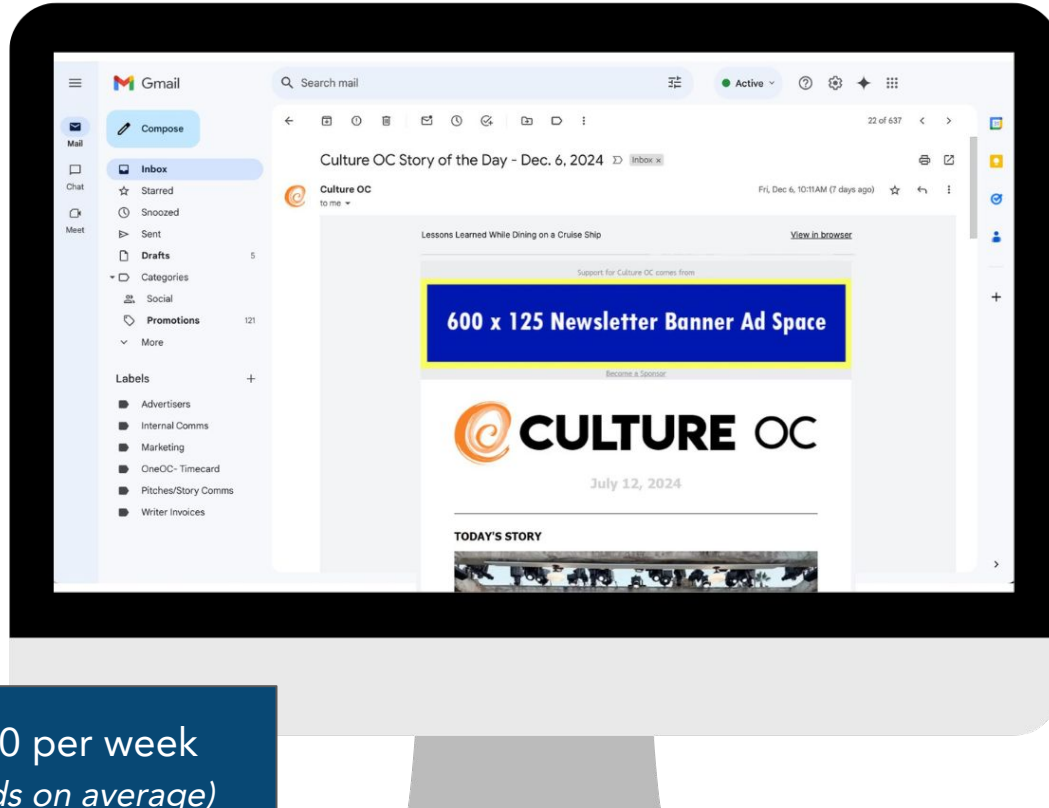 Gmail
Search mail
Active
Compose
22 of 637
Mail
Culture OC Story of the Day - Dec. 6, 2024 Inbox x
Inbox
Chat
Starred
Culture OC
Fri, Dec 6, 10:11AM (7 days ago)
to me
Snoozed
Meet
Sent
Lessons Learned While Dining on a Cruise Ship
View in browser
Drafts 5
Support for Culture OC comes from
Categories
Social
600 x 125 Newsletter Banner Ad Space
Promotions 121
More
Become a Sponsor
Labels
Advertisers
Internal Comms
CULTURE OC
Marketing
OneOC- Timecard
July 12, 2024
Pitches/Story Comms
Writer Invoices
TODAY'S STORY
0 per week
on average)